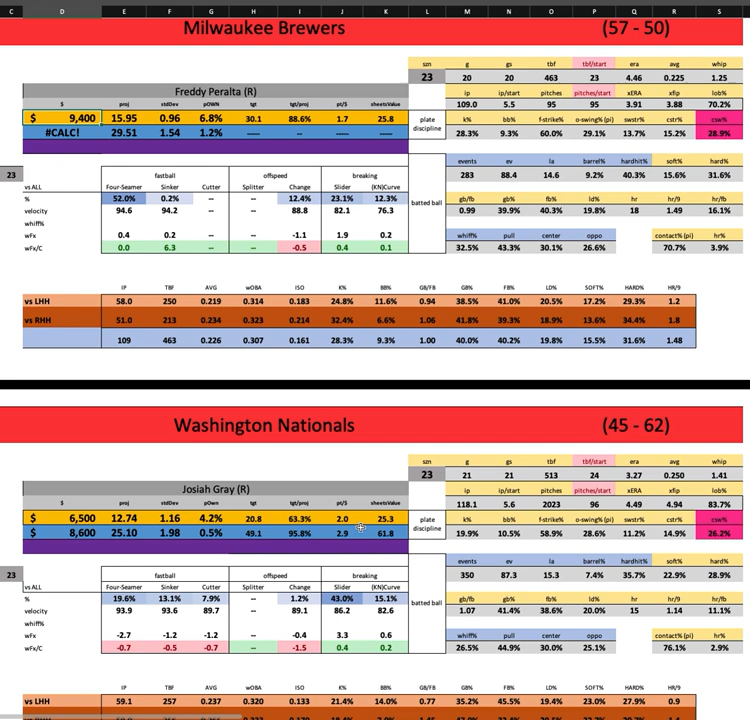 C D E F G H I J K L M N O P Q R S
Milwaukee Brewers (57 - 50)
szn g gs tbf tbf/start era avg whip
23 20 20 463 23 4.46 0.225 1.25
Freddy Peralta (R) ip ip/start pitches pitches/start xERA xfip lob%
$ proj stdDev pOWN tgt tgt/proj pt/$ sheetsValue 109.0 5.5 95 95 3.91 3.88 70.2%
$ 9,400 15.95 0.96 6.8% 30.1 88.6% 1.7 25.8 plate discipline k% bb% f-strike% o-swing% (pi) swstr% cstr% csw%
#CALC! 29.51 1.54 1.2% ---- -- ---- ---- 28.3% 9.3% 60.0% 29.1% 13.7% 15.2% 28.9%
events ev la barrel% hardhit% soft% hard%
23 fastball offspeed breaking 283 88.4 14.6 9.2% 40.3% 15.6% 31.6%
vs ALL Four-Seamer Sinker Cutter Splitter Change Slider (KN)Curve
% 52.0% 0.2% -- -- 12.4% 23.1% 12.3% batted ball gb/fb gb% fb% ld% hr hr/9 hr/fb
velocity 94.6 94.2 -- -- 88.8 82.1 76.3 0.99 39.9% 40.3% 19.8% 18 1.49 16.1%
whiff%
wFx 0.4 0.2 -- -- -1.1 1.9 0.2 whiff% pull center oppo contact% (pi) hr%
wFx/C 0.0 6.3 -- -- -0.5 0.4 0.1 32.5% 43.3% 30.1% 26.6% 70.7% 3.9%
IP TBF AVG wOBA ISO K% BB% GB/FB GB% FB% LD% SOFT% HARD% HR/9
vs LHH 58.0 250 0.219 0.314 0.183 24.8% 11.6% 0.94 38.5% 41.0% 20.5% 17.2% 29.3% 1.2
vs RHH 51.0 213 0.234 0.323 0.214 32.4% 6.6% 1.06 41.8% 39.3% 18.9% 13.6% 34.4% 1.8
109 463 0.226 0.307 0.161 28.3% 9.3% 1.00 40.0% 40.2% 19.8% 15.5% 31.6% 1.48
Washington Nationals (45 - 62)
szn g gs tbf tbf/start era avg whip
23 21 21 513 24 3.27 0.250 1.41
Josiah Gray (R) ip ip/start pitches pitches/start xERA xfip lob%
$ proj stdDev pOwn tgt tgt/proj pt/$ sheetsValue 118.1 5.6 2023 96 4.49 4.94 83.7%
$ 6,500 12.74 1.16 4.2% 20.8 63.3% 2.0 25.3 plate discipline k% bb% f-strike% o-swing% (pi) swstr% cstr% csw%
$ 8,600 25.10 1.98 0.5% 49.1 95.8% 2.9 61.8 19.9% 10.5% 58.9% 28.6% 11.2% 14.9% 26.2%
events ev la barrel% hardhit% soft% hard%
23 fastball offspeed breaking 350 87.3 15.3 7.4% 35.7% 22.9% 28.9%
vs ALL Four-Seamer Sinker Cutter Splitter Change Slider (KN)Curve
% 19.6% 13.1% 7.9% -- 1.2% 43.0% 15.1% batted ball gb/fb gb% fb% ld% hr hr/9 hr/fb
velocity 93.9 93.6 89.7 -- 89.1 86.2 82.6 1.07 41.4% 38.6% 20.0% 15 1.14 11.1%
whiff%
wFx -2.7 -1.2 -1.2 -- -0.4 3.3 0.6 whiff% pull center oppo contact% (pi) hr%
wFx/C -0.7 -0.5 -0.7 -- -1.5 0.4 0.2 26.5% 44.9% 30.0% 25.1% 76.1% 2.9%
IP TBF AVG wOBA ISO K% BB% GB/FB GB% FB% LD% SOFT% HARD% HR/9
vs LHH 59.1 257 0.237 0.320 0.133 21.4% 14.0% 0.77 35.2% 45.5% 19.4% 23.0% 27.9% 0.9